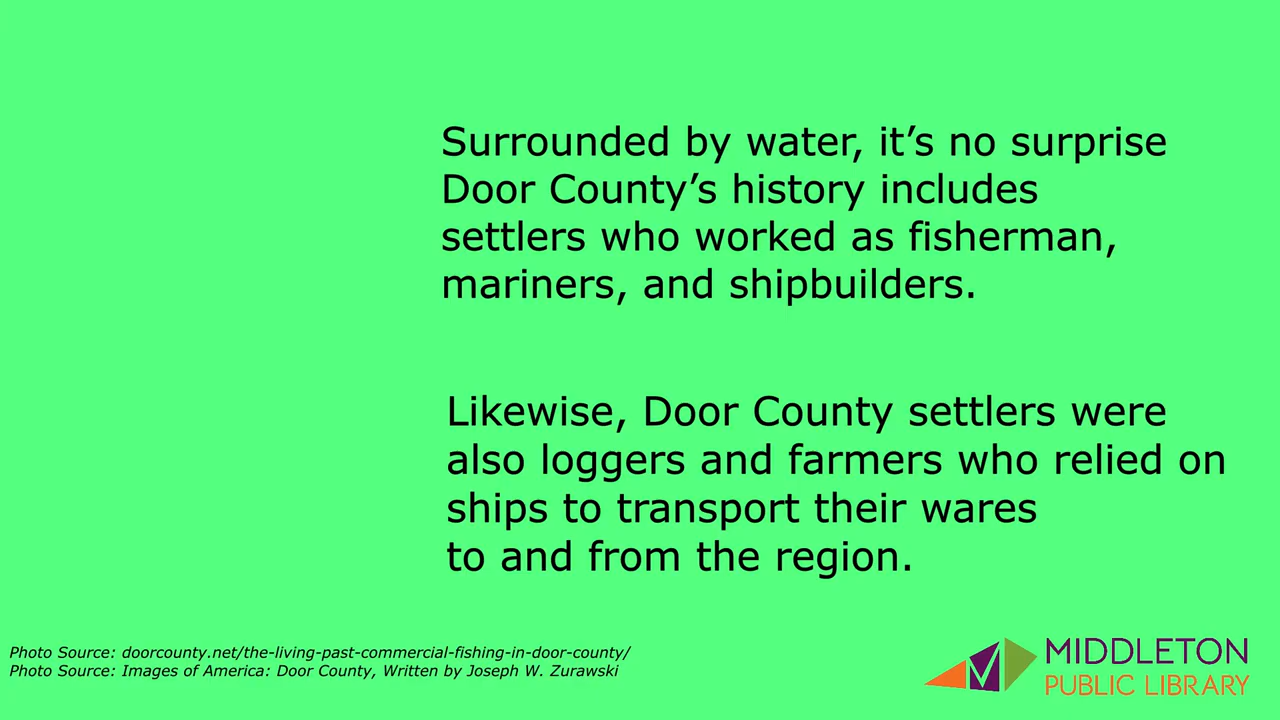 Surrounded by water, it’s no surprise
Door County’s history includes
settlers who worked as fisherman,
mariners, and shipbuilders.
Likewise, Door County settlers were
also loggers and farmers who relied on
ships to transport their wares
to and from the region.
Photo Source: doorcounty.net/the-living-past-commercial-fishing-in-door-county/
Photo Source: Images of America: Door County, Written by Joseph W. Zurawski
MIDDLETON
PUBLIC LIBRARY